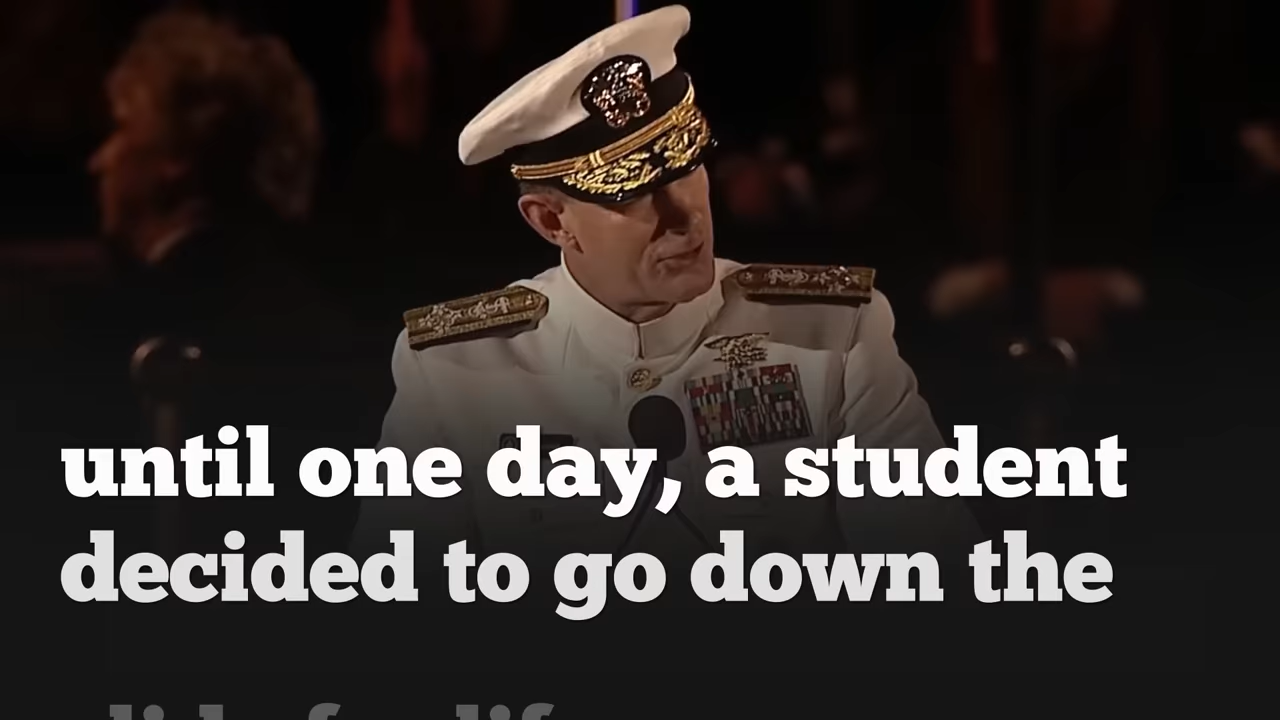 until one day, a student
decided to go down the